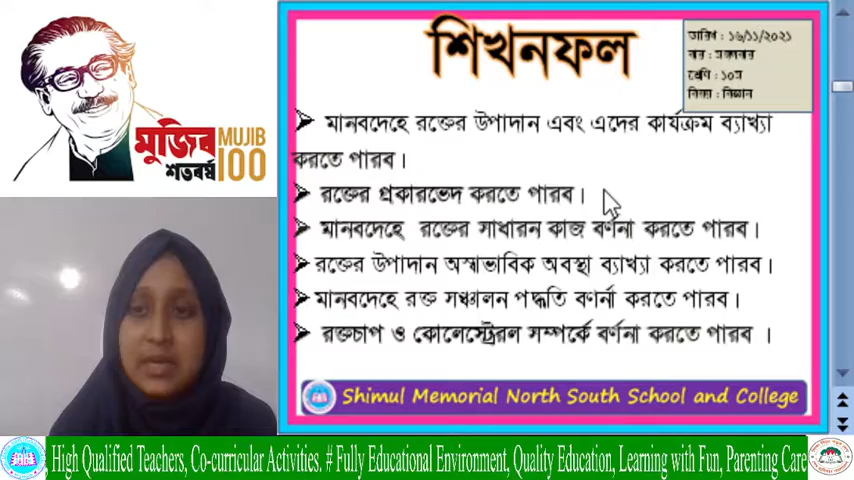 মুজিব
শতবর্ষ
MUJIB
100
শিখনফল
তারিখ : ১৬/১১/২০২১
বার : মঙ্গলবার
শ্রেণি : ১০ম
বিষয় : বিজ্ঞান
➤ মানবদেহে রক্তের উপাদান এবং এদের কার্যক্রম ব্যাখ্যা
করতে পারব।
➤ রক্তের প্রকারভেদ করতে পারব।
➤ মানবদেহে রক্তের সাধারন কাজ বর্ণনা করতে পারব।
➤ রক্তের উপাদান অস্বাভাবিক অবস্থা ব্যাখ্যা করতে পারব।
➤ মানবদেহে রক্ত সঞ্চালন পদ্ধতি বণার্না করতে পারব।
➤ রক্তচাপ ও কোলেস্ট্রেরল সম্পর্কে বর্ণনা করতে পারব ।
Shimul Memorial North South School and College
High Qualified Teachers, Co-curricular Activities. # Fully Educational Environment, Quality Education, Learning with Fun, Parenting Care